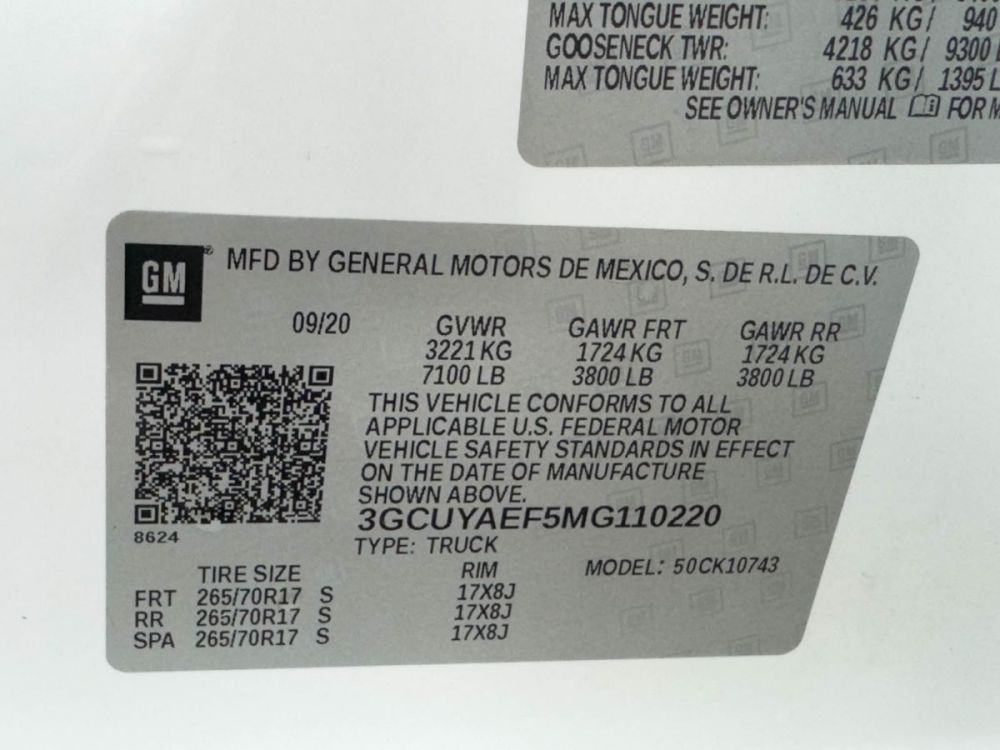 MAX TONGUE WEIGHT: 426 KG/ 940
GOOSENECK TWR: 4218 KG/ 9300 L
MAX TONGUE WEIGHT: 633 KG/ 1395 L
SEE OWNER'S MANUAL FOR M
GM® MFD BY GENERAL MOTORS DE MEXICO, S. DE R.L. DE C.V.
09/20 GVWR GAWR FRT GAWR RR
3221 KG 1724 KG 1724 KG
7100 LB 3800 LB 3800 LB
THIS VEHICLE CONFORMS TO ALL
APPLICABLE U.S. FEDERAL MOTOR
VEHICLE SAFETY STANDARDS IN EFFECT
ON THE DATE OF MANUFACTURE
SHOWN ABOVE.
3GCUYAEF5MG110220
8624
TYPE: TRUCK
MODEL: 50CK10743
TIRE SIZE RIM
FRT 265/70R17 S 17X8J
RR 265/70R17 S 17X8J
SPA 265/70R17 S 17X8J